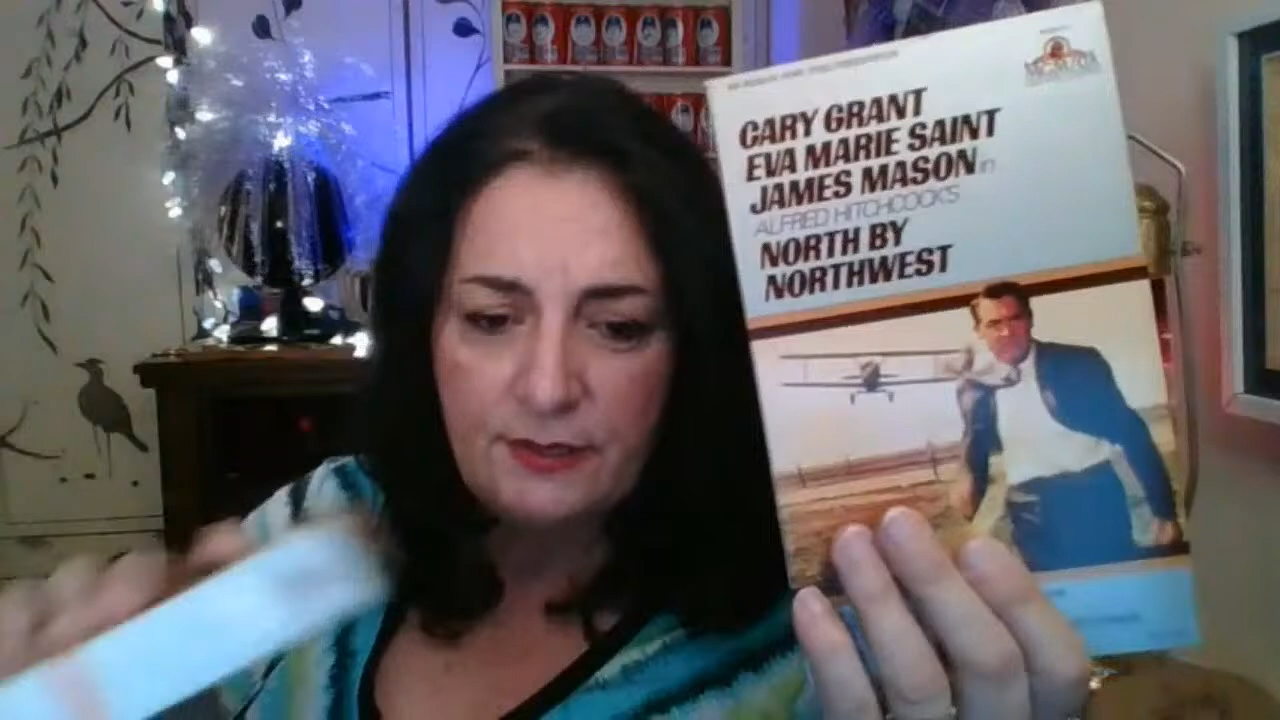 CARY GRANT
EVA MARIE SAINT
JAMES MASON in
ALFRED HITCHCOCK'S
NORTH BY
NORTHWEST